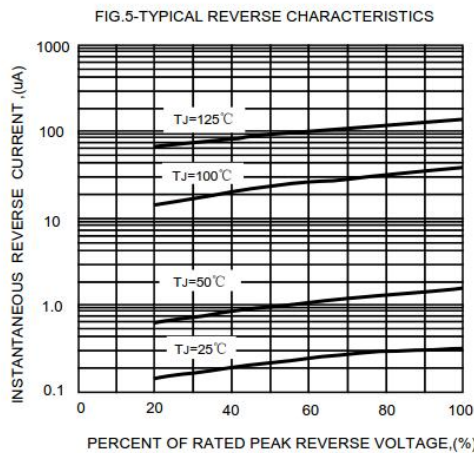 FIG.5-TYPICAL REVERSE CHARACTERISTICS
INSTANTANEOUS REVERSE CURRENT ,(uA)
1000
100
10
1.0
0.1
TJ=125℃
TJ=100℃
TJ=50℃
TJ=25℃
0 20 40 60 80 100
PERCENT OF RATED PEAK REVERSE VOLTAGE,(%)